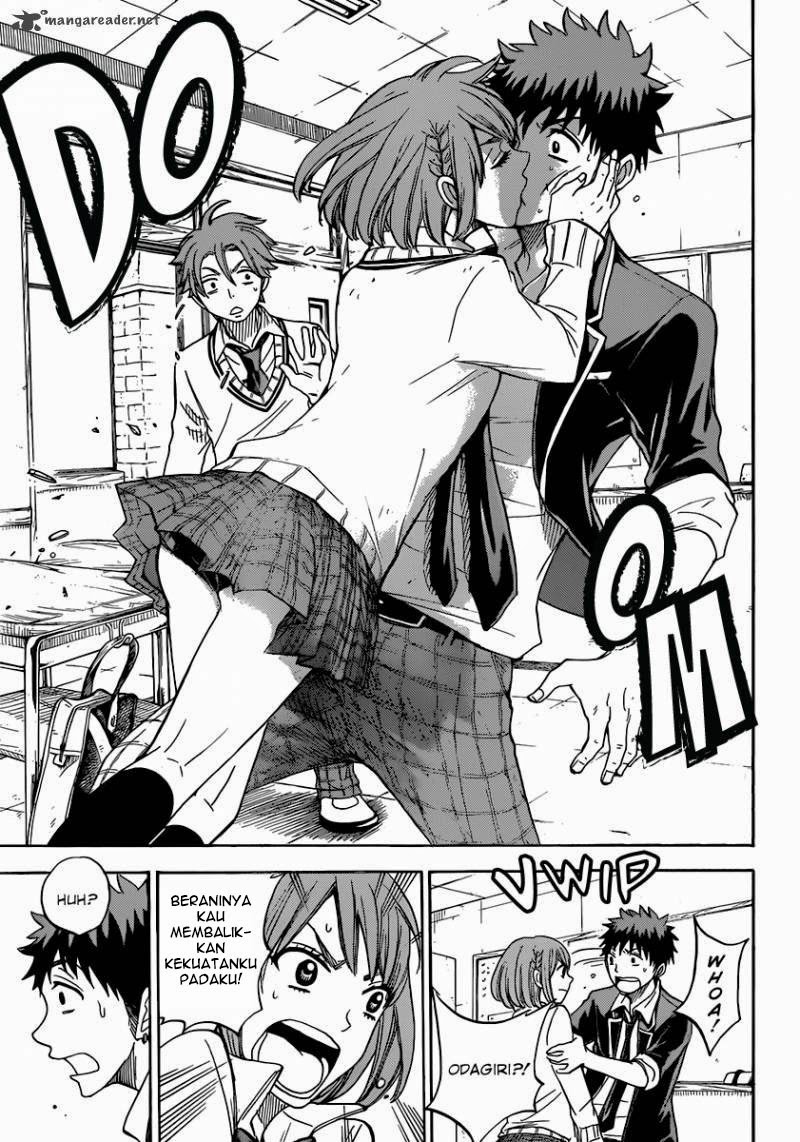 mangareader.net
DO
OM
VWIP
WHOA!
ODAGIRI?!
BERANINYA
KAU
MEMBALIK-
KAN
KEKUATANKU
PADAKU!
HUH?